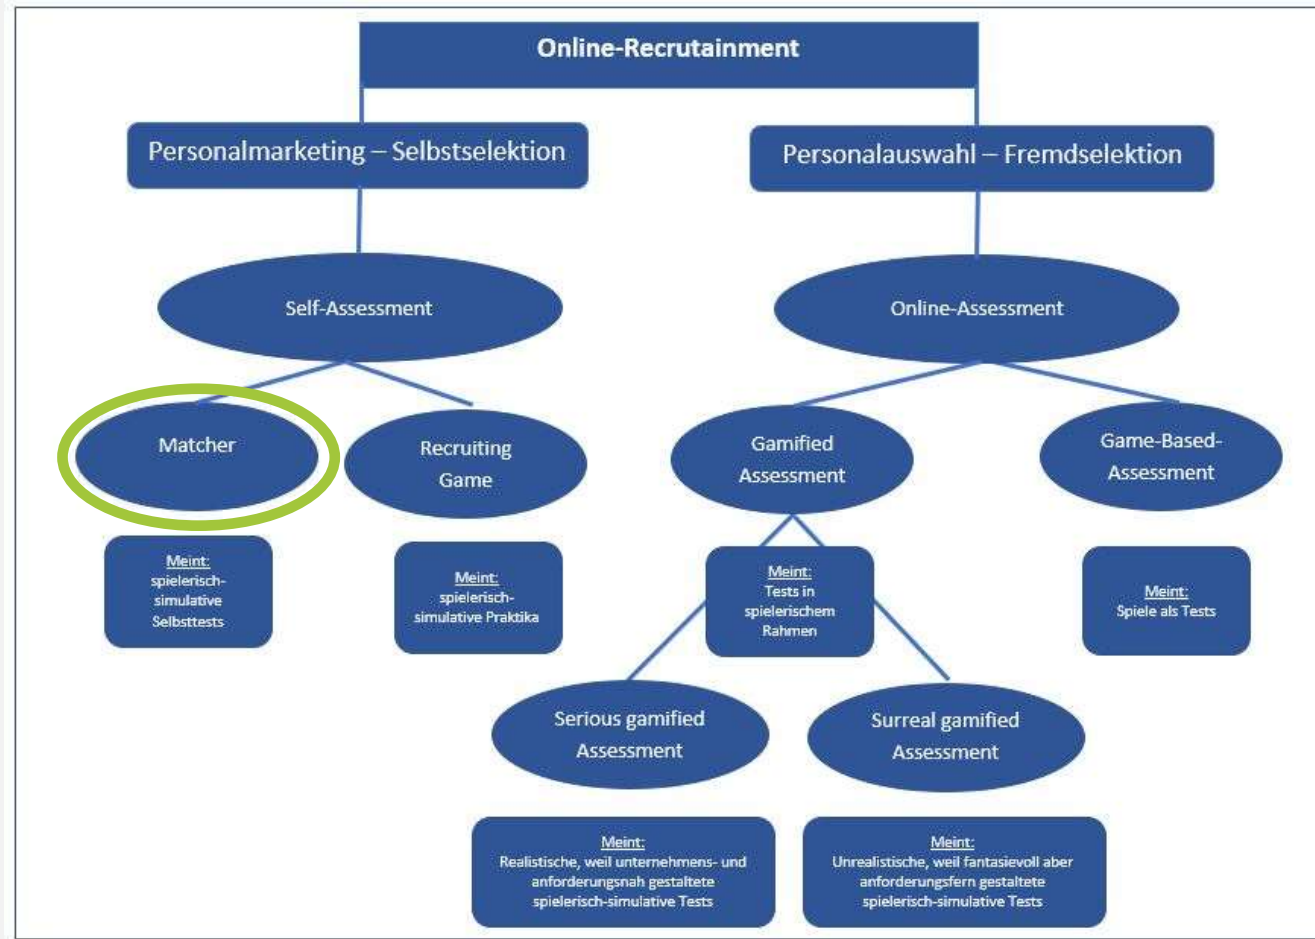 Online-Recrutainment
Personalmarketing – Selbstselektion
Personalauswahl – Fremdselektion
Self-Assessment
Online-Assessment
Matcher
Recruiting
Game
Gamified
Assessment
Game-Based-
Assessment
Meint:
spielerisch-
simulative
Selbsttests
Meint:
spielerisch-
simulative Praktika
Meint:
Tests in
spielerischem
Rahmen
Meint:
Spiele als Tests
Serious gamified
Assessment
Surreal gamified
Assessment
Meint:
Realistische, weil unternehmens- und
anforderungsnah gestaltete
spielerisch-simulative Tests
Meint:
Unrealistische, weil fantasievoll aber
anforderungsfern gestaltete
spielerisch-simulative Tests